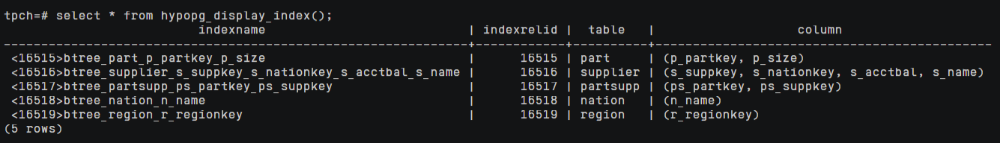 tpch=# select * from hypopg_display_index();
                          indexname                           | indexrelid |  table   |                   column
--------------------------------------------------------------+------------+----------+---------------------------------------------
 <16515>btree_part_p_partkey_p_size                           |      16515 | part     | (p_partkey, p_size)
 <16516>btree_supplier_s_suppkey_s_nationkey_s_acctbal_s_name |      16516 | supplier | (s_suppkey, s_nationkey, s_acctbal, s_name)
 <16517>btree_partsupp_ps_partkey_ps_suppkey                  |      16517 | partsupp | (ps_partkey, ps_suppkey)
 <16518>btree_nation_n_name                                   |      16518 | nation   | (n_name)
 <16519>btree_region_r_regionkey                              |      16519 | region   | (r_regionkey)
(5 rows)